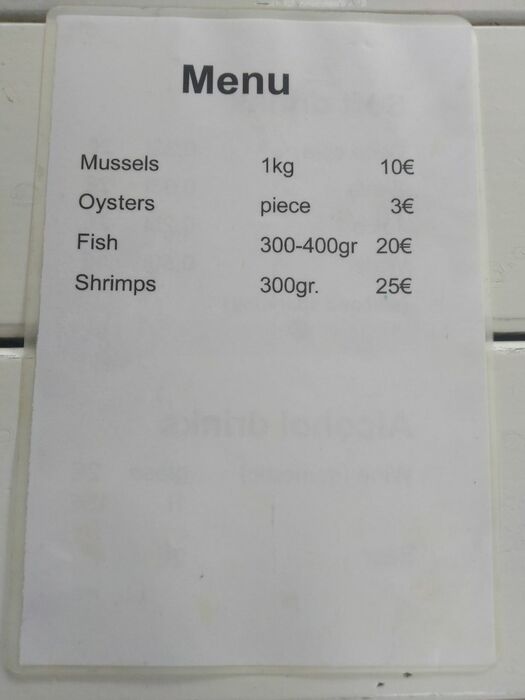 Menu
Mussels 1kg 10€
Oysters piece 3€
Fish 300-400gr 20€
Shrimps 300gr. 25€